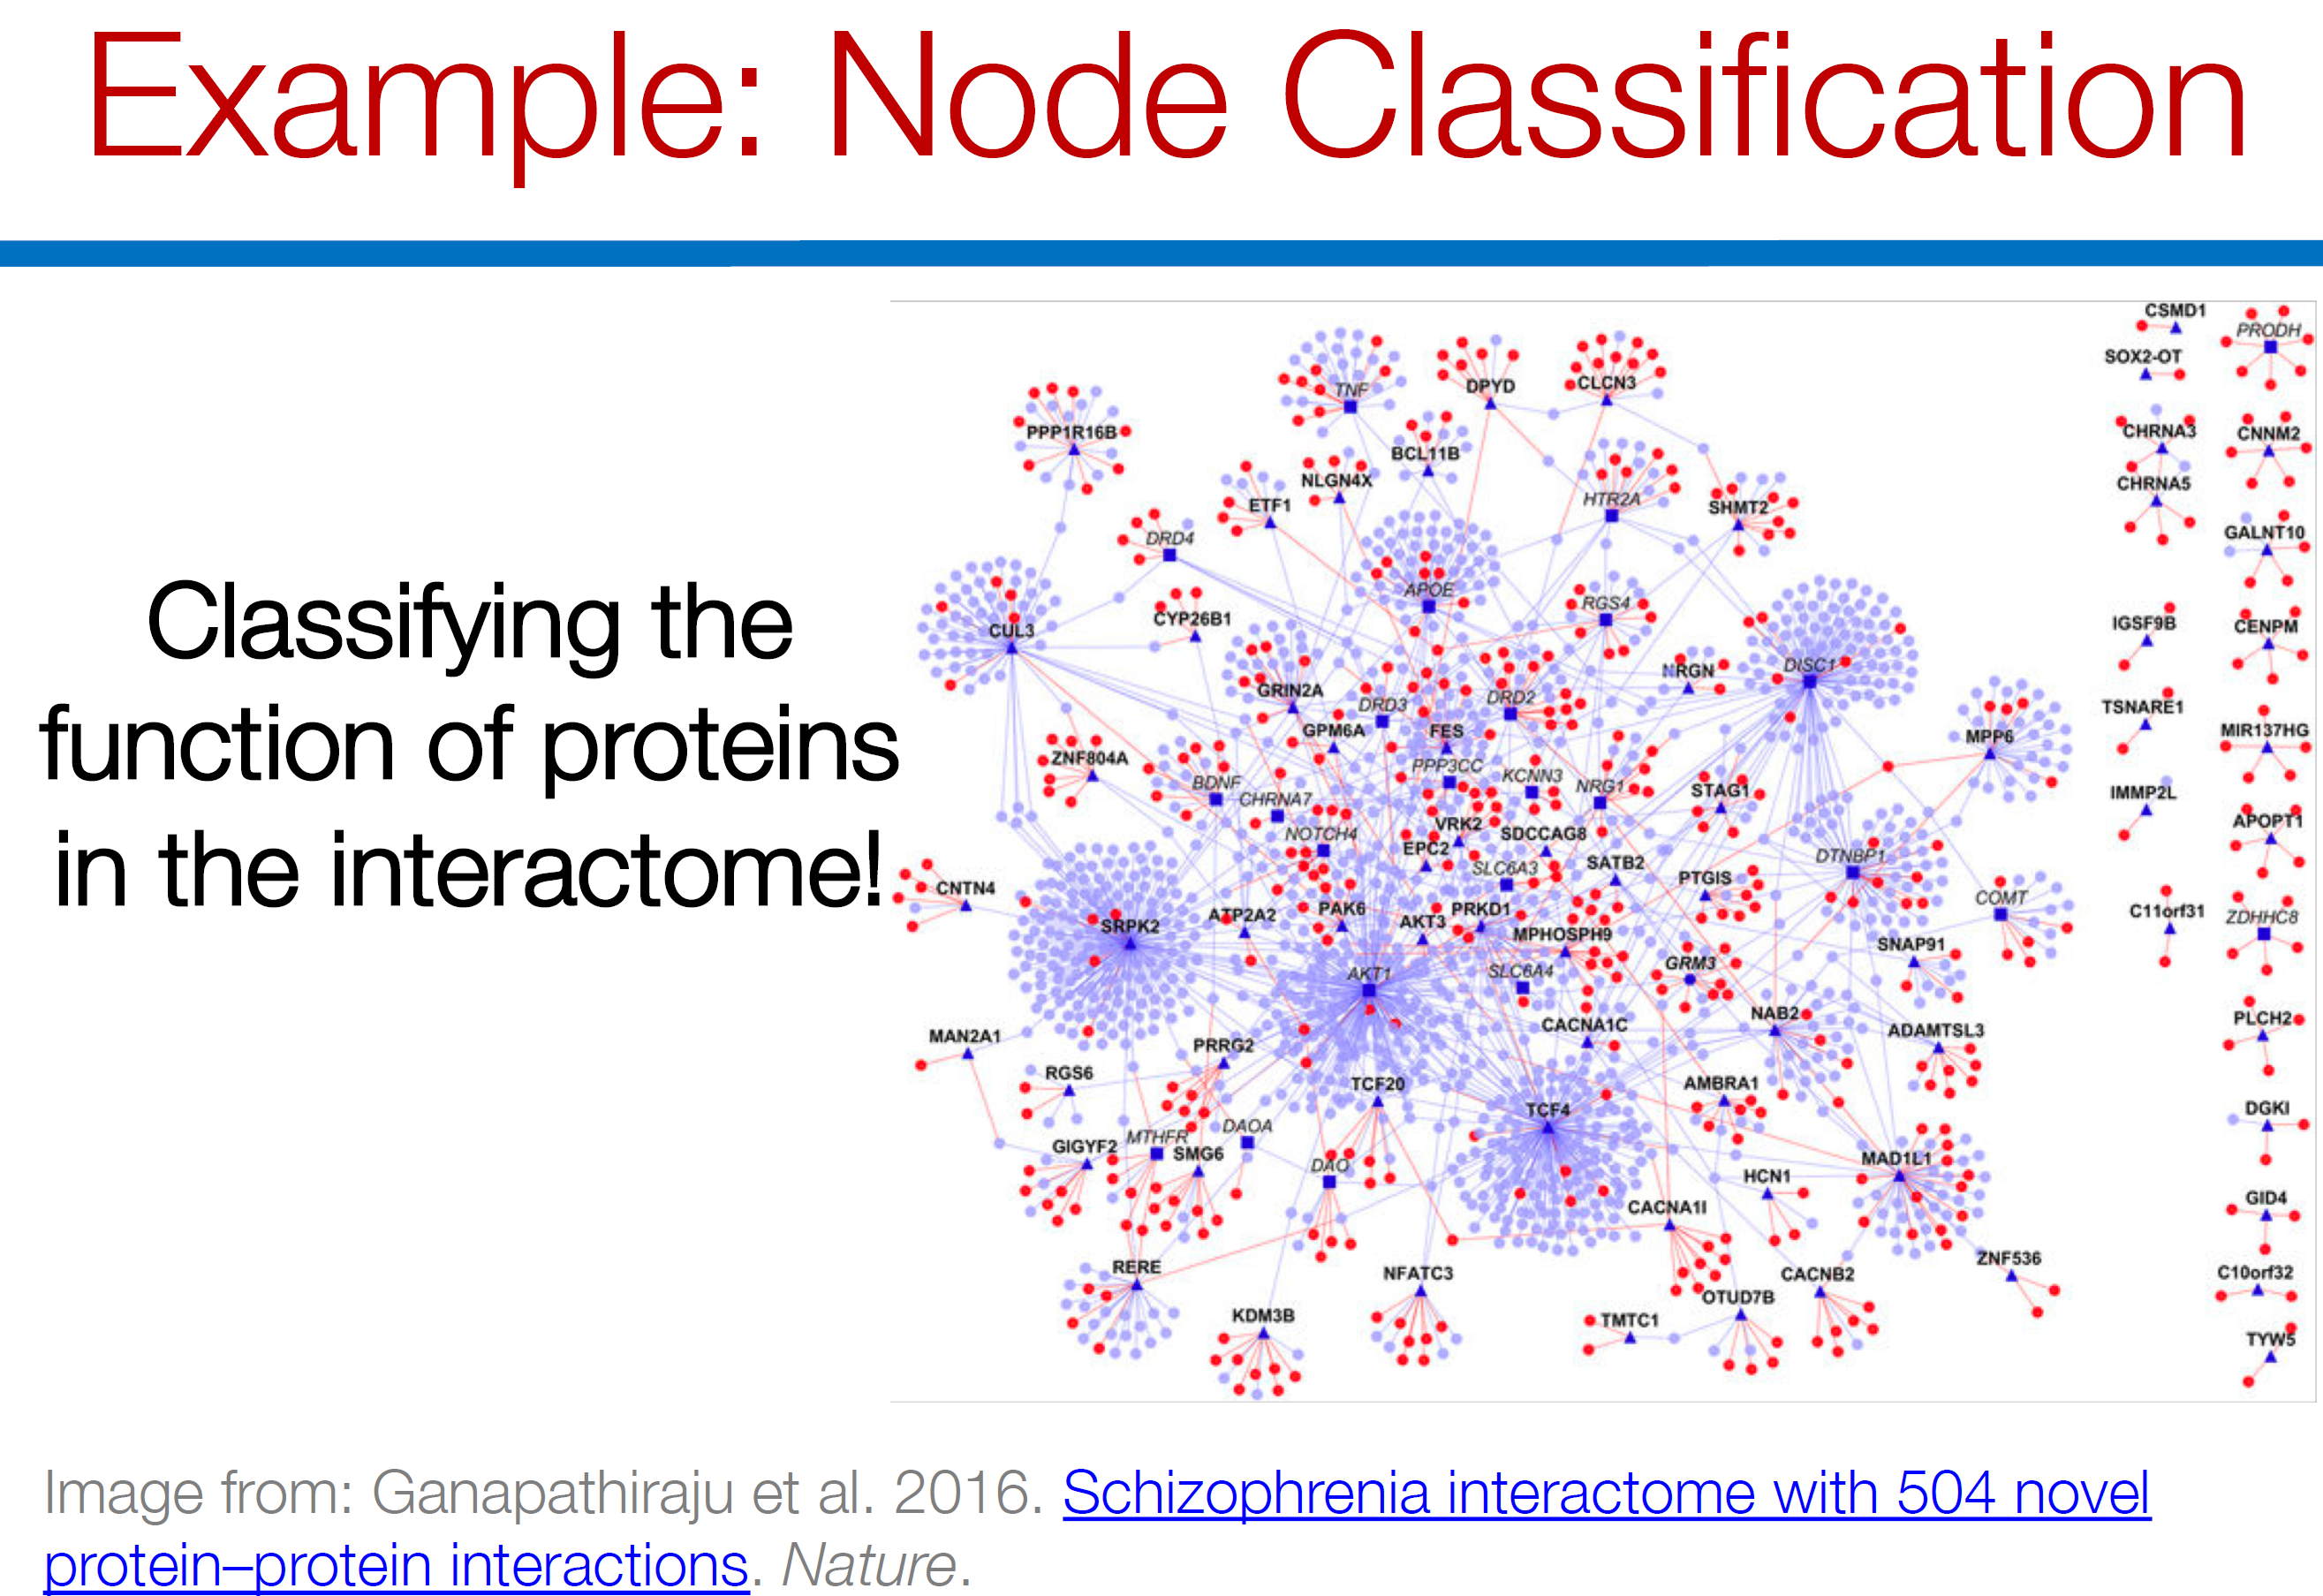 Example: Node Classification
Classifying the
function of proteins
in the interactome!
CSMD1
PRODH
SOX2-OT
TNF
DPYD
CLCN3
PPP1R16B
CHRNA3
CNNM2
BCL11B
NLGN4X
CHRNA5
HTR2A
ETF1
SHMT2
DRD4
GALNT10
APOE
RGS4
CYP26B1
CUL3
IGSF9B
CENPM
DISC1
NRGN
GRIN2A
DRD3
DRD2
TSNARE1
GPM6A
FES
MPP6
MIR137HG
ZNF804A
PPP3CC
KCNN3
BDNF
NRG1
CHRNA7
STAG1
IMMP2L
APOPT1
NOTCH4
VRK2
SDCCAG8
EPC2
SATB2
DTNBP1
SLC6A3
PTGIS
CNTN4
COMT
PAK6
PRKD1
C11orf31
ATP2A2
ZDHHC8
AKT3
SRPK2
MPHOSPH9
SNAP91
GRM3
AKT1
SLC6A4
NAB2
PLCH2
CACNA1C
MAN2A1
ADAMTSL3
PRRG2
RGS6
TCF20
AMBRA1
TCF4
DGKI
DAOA
MTHFR
GIGYF2
SMG6
MAD1L1
DAO
HCN1
GID4
CACNA1I
ZNF536
RERE
NFATC3
CACNB2
C10orf32
OTUD7B
KDM3B
TMTC1
TYW5
Image from: Ganapathiraju et al. 2016. Schizophrenia interactome with 504 novel
protein–protein interactions. Nature.